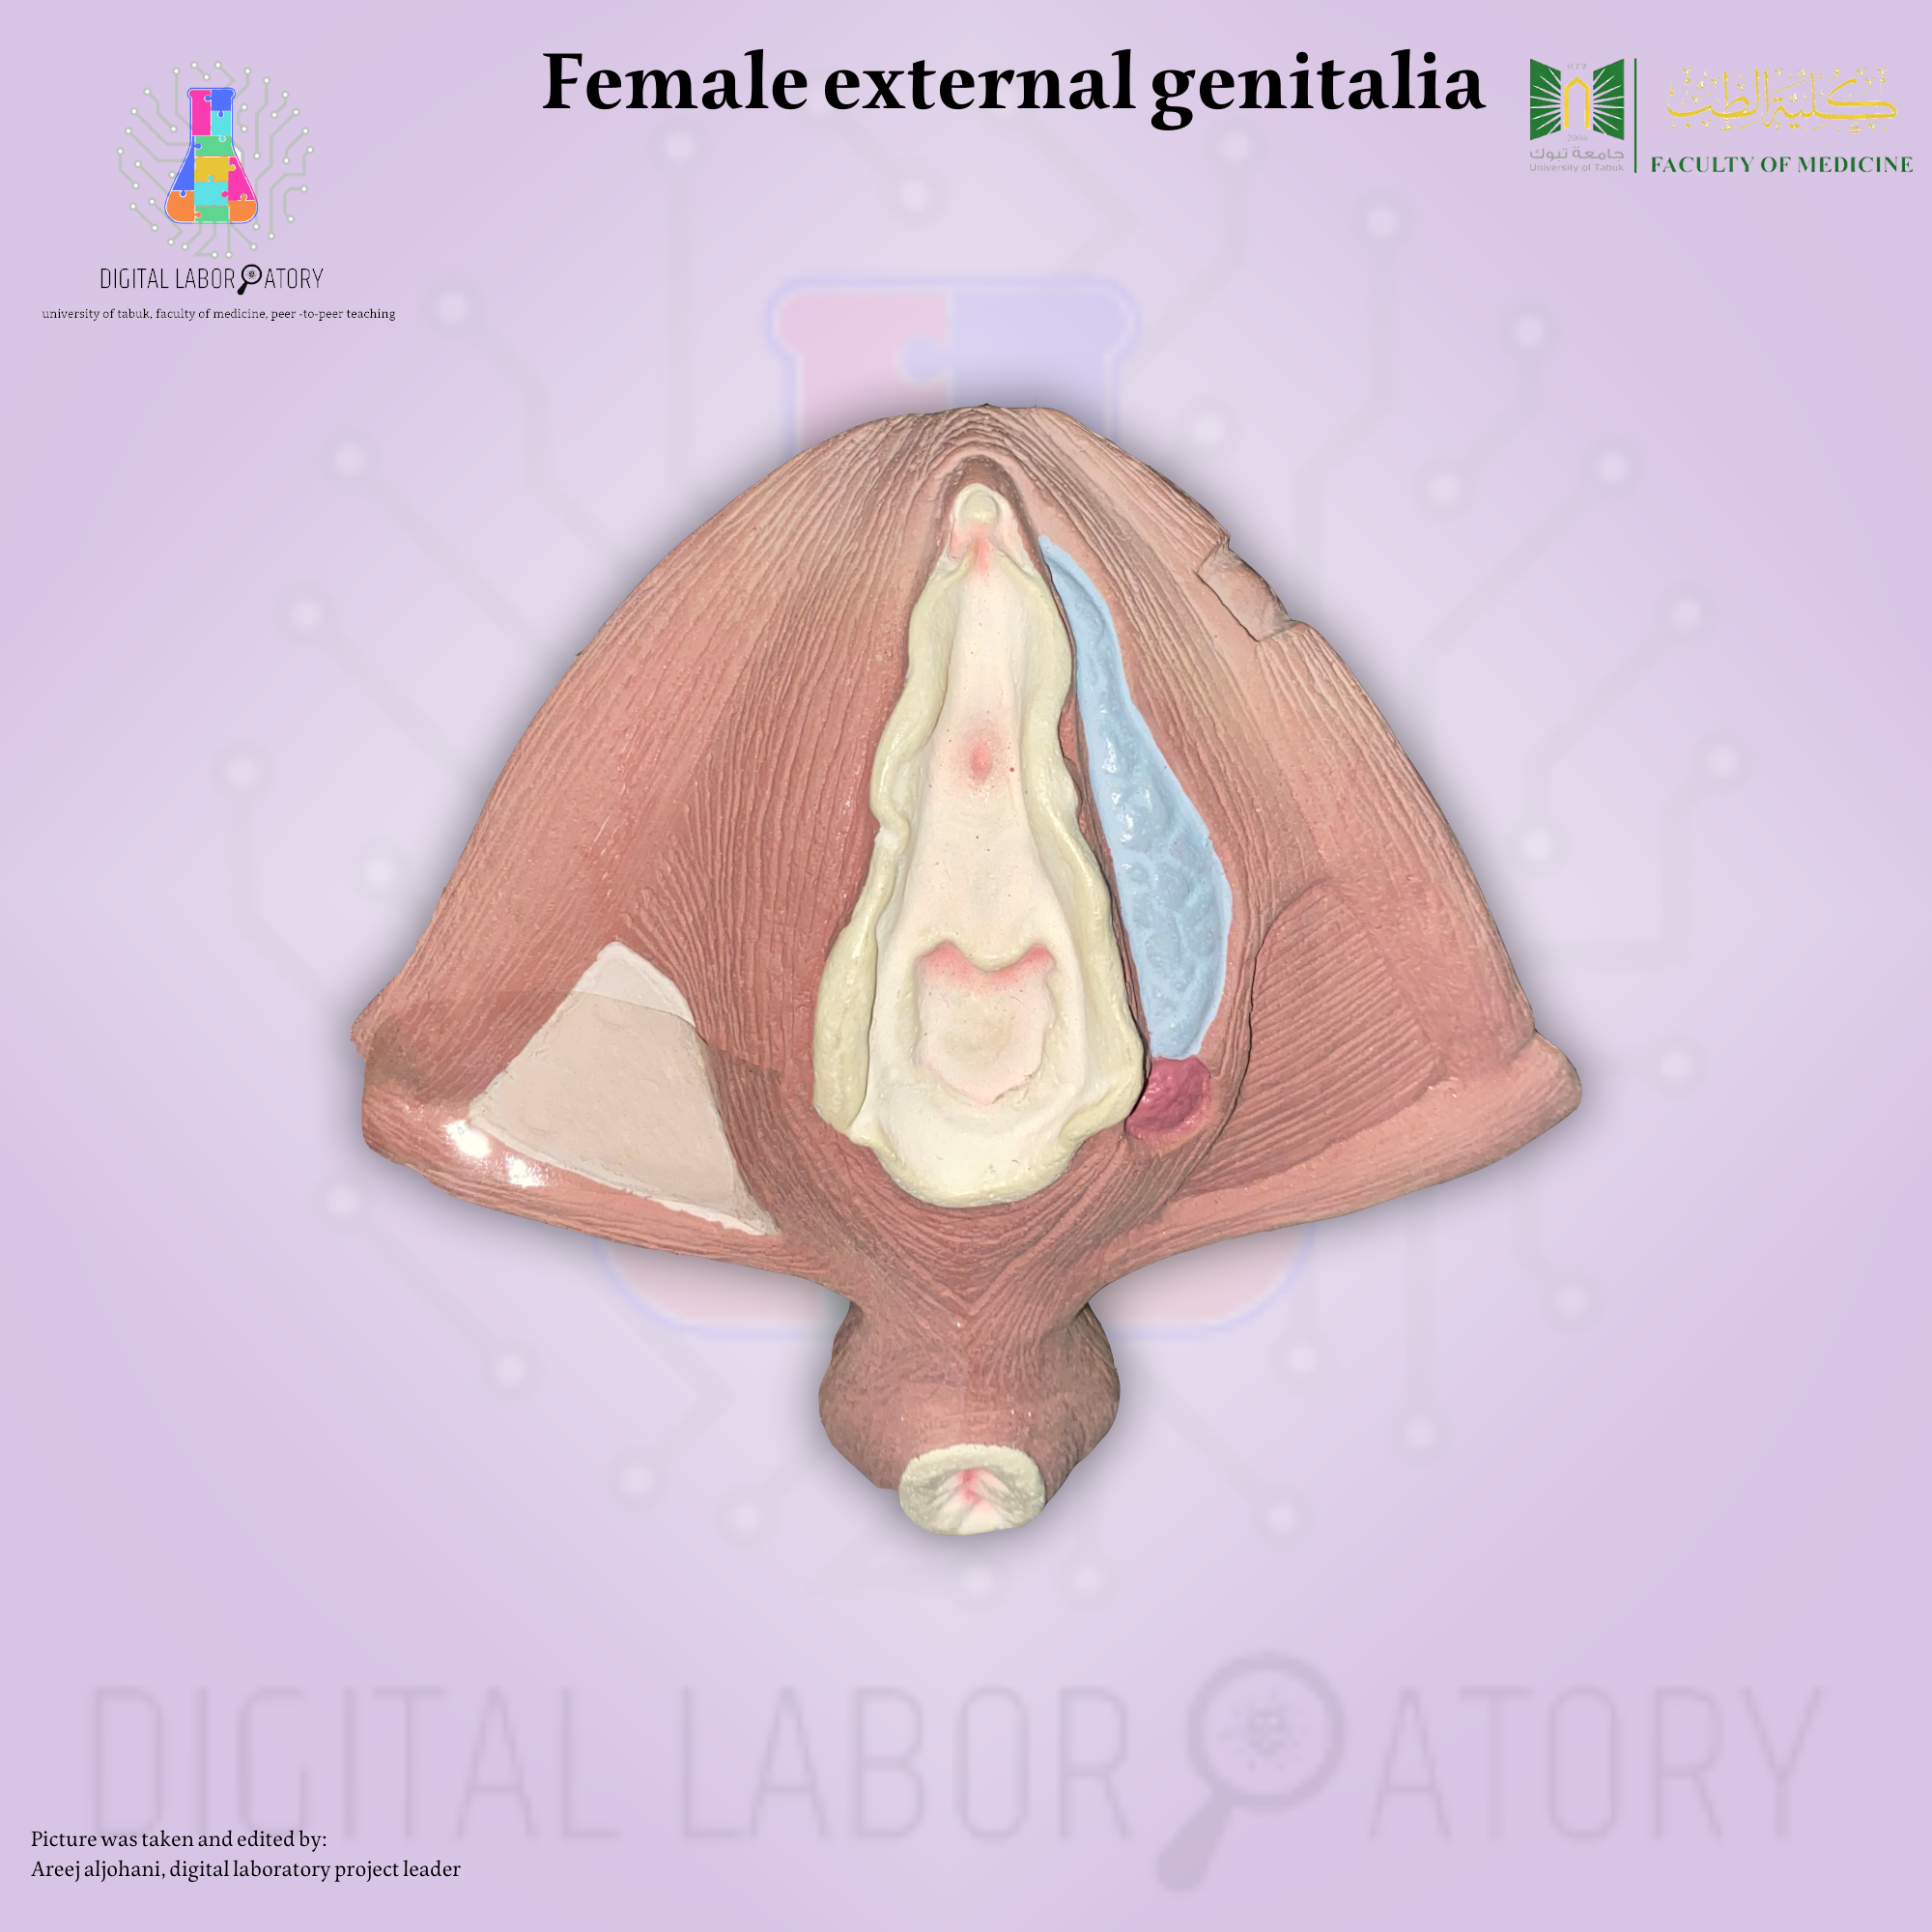 Female external genitalia
DIGITAL LABORATORY
university of tabuk, faculty of medicine, peer -to-peer teaching
2006
جامعة تبوك
University of Tabuk
كلية الطب
FACULTY OF MEDICINE
DIGITAL LABORATORY
Picture was taken and edited by:
Areej aljohani, digital laboratory project leader